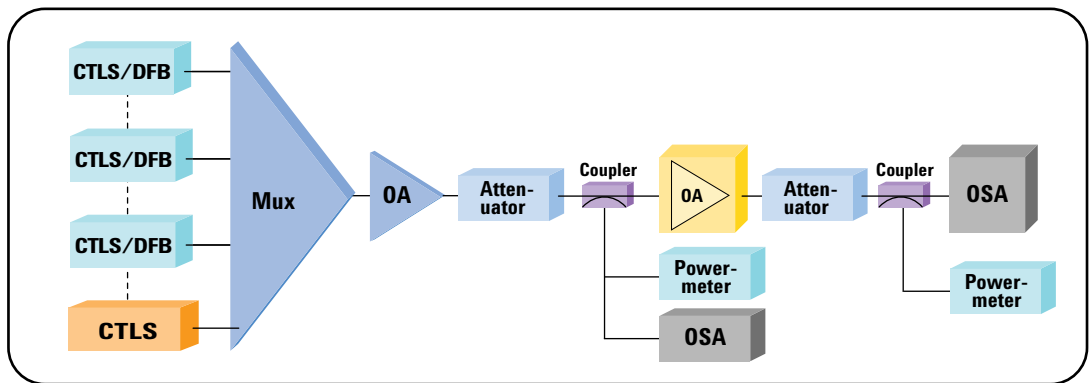 CTLS/DFB
CTLS/DFB
CTLS/DFB
CTLS
Mux
OA
Atten-
uator
Coupler
OA
Power-
meter
OSA
Atten-
uator
Coupler
OSA
Power-
meter